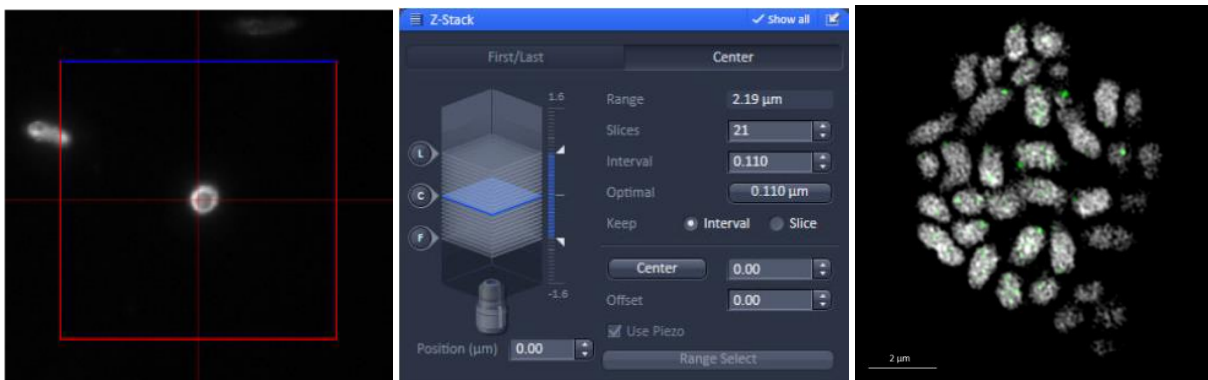 Z-Stack
Show all
First/Last
Center
1.6
-1.6
L
C
F
Range 2.19 µm
Slices 21
Interval 0.110
Optimal 0.110 µm
Keep Interval Slice
Center 0.00
Offset 0.00
Use Piezo
Position (µm) 0.00
Range Select
2 µm